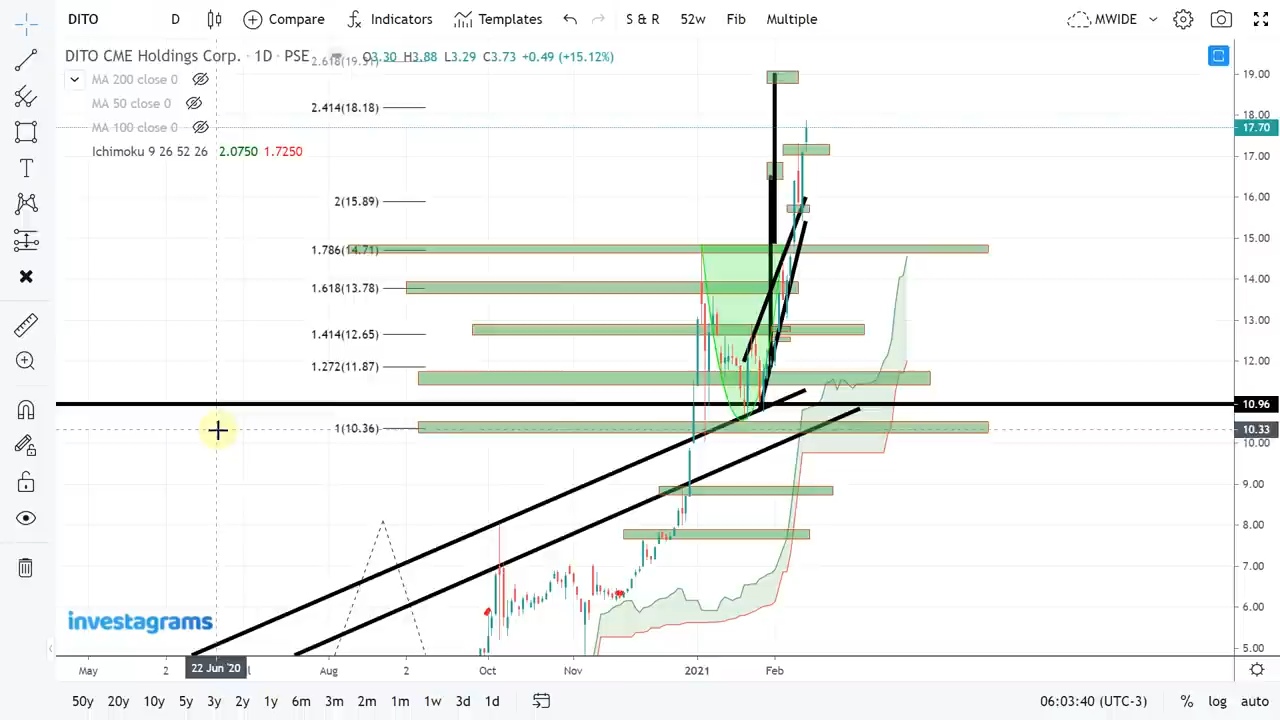 DITO D Compare Indicators Templates S & R 52w Fib Multiple MWIDE
DITO CME Holdings Corp. · 1D · PSE O3.30 H3.88 L3.29 C3.73 +0.49 (+15.12%)
MA 200 close 0
MA 50 close 0
MA 100 close 0
Ichimoku 9 26 52 26 2.0750 1.7250
2.618(19.51)
2.414(18.18)
2(15.89)
1.786(14.71)
1.618(13.78)
1.414(12.65)
1.272(11.87)
1(10.36)
19.00
18.00
17.70
17.00
16.00
15.00
14.00
13.00
12.00
10.96
10.33
10.00
9.00
8.00
7.00
6.00
5.00
investagrams
May 2 22 Jun '20 Aug 2 Oct Nov 2021 Feb
50y 20y 10y 5y 3y 2y 1y 6m 3m 2m 1m 1w 3d 1d 06:03:40 (UTC-3) % log auto